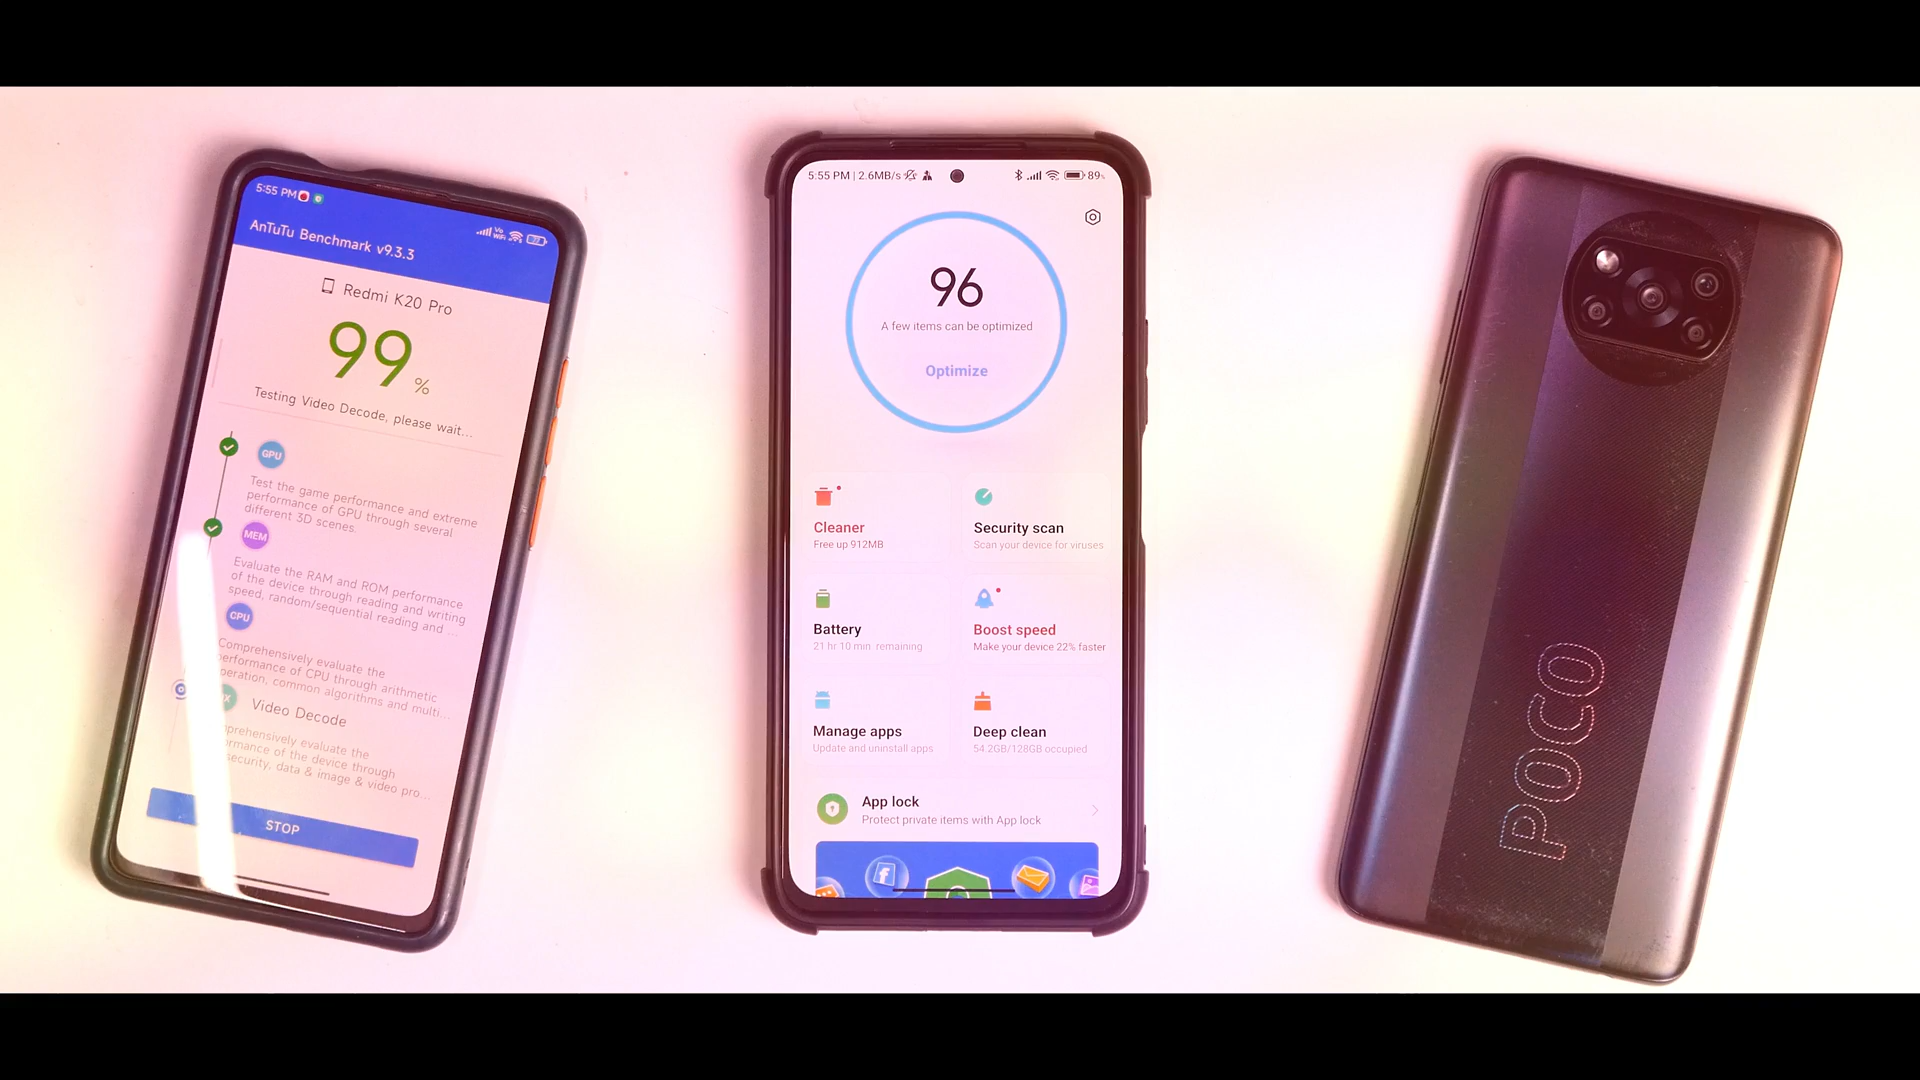 5:55 PM
AnTuTu Benchmark v9.3.3
Vo
WiFi
Redmi K20 Pro
99%
Testing Video Decode, please wait...
GPU
Test the game performance and extreme
performance of GPU through several
different 3D scenes.
MEM
Evaluate the RAM and ROM performance
of the device through reading and writing
speed, random/sequential reading and ...
CPU
Comprehensively evaluate the
performance of CPU through arithmetic
operation, common algorithms and multi...
Video Decode
security, data & image & video pro...
STOP
5:55 PM | 2.6MB/s
89%
96
A few items can be optimized
Optimize
Cleaner
Free up 912MB
Security scan
Scan your device for viruses
Battery
21 hr 10 min remaining
Boost speed
Make your device 22% faster
Manage apps
Update and uninstall apps
Deep clean
54.2GB/128GB occupied
App lock
Protect private items with App lock
f
POCO